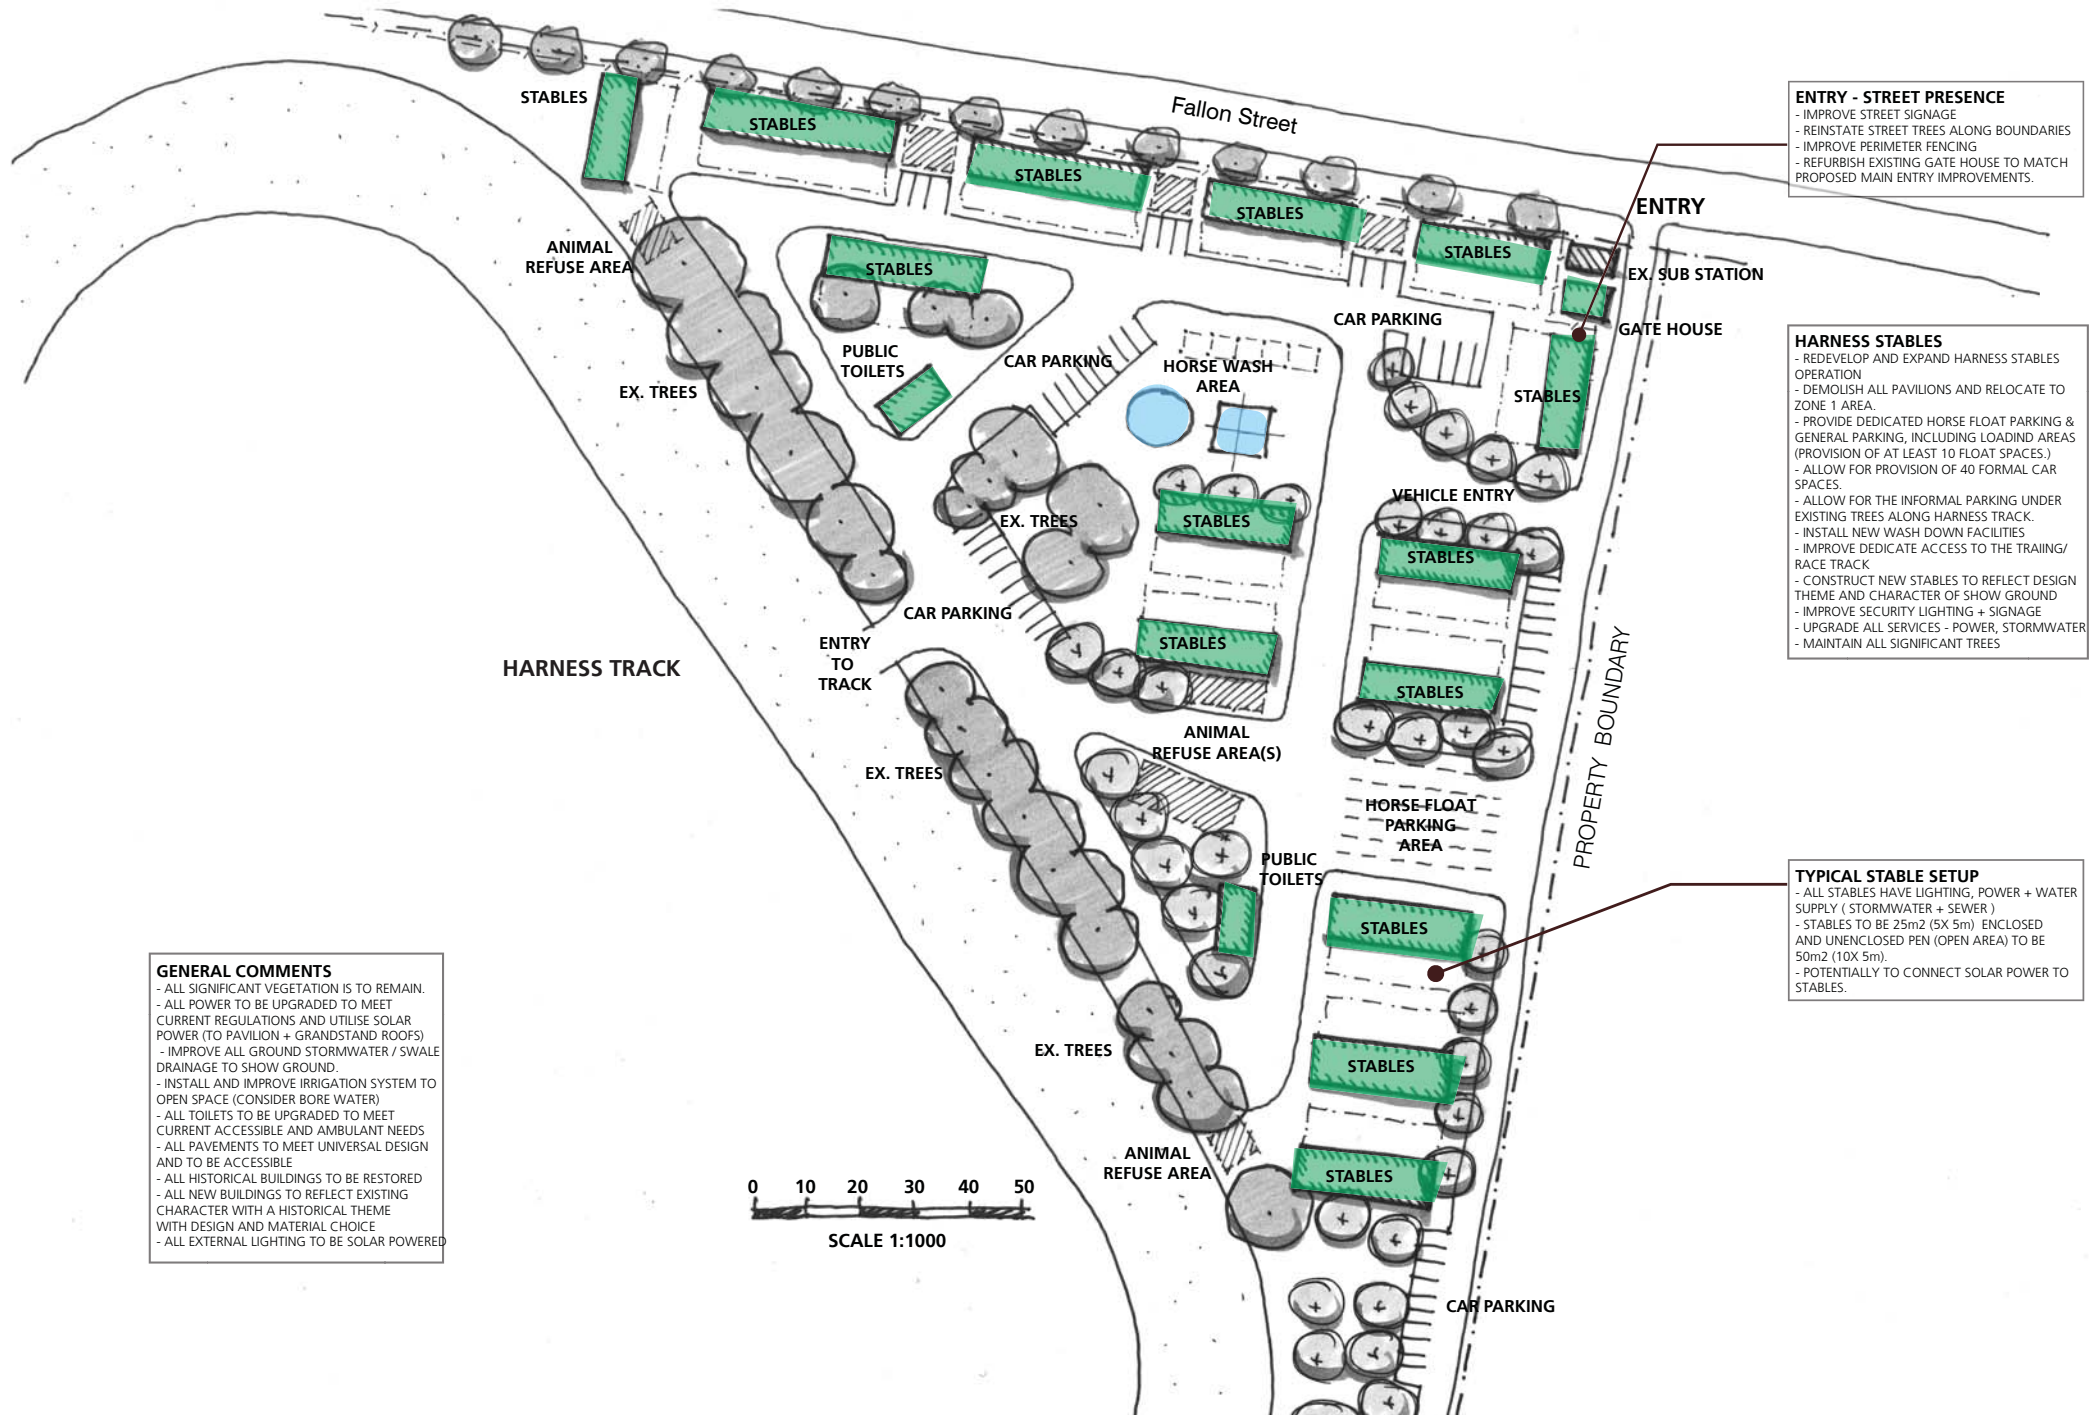 Fallon Street
STABLES
STABLES
STABLES
STABLES
STABLES
STABLES
ENTRY
EX. SUB STATION
GATE HOUSE
STABLES
ANIMAL
REFUSE AREA
EX. TREES
PUBLIC
TOILETS
CAR PARKING
CAR PARKING
HORSE WASH
AREA
VEHICLE ENTRY
EX. TREES
STABLES
STABLES
STABLES
STABLES
CAR PARKING
ENTRY
TO
TRACK
HARNESS TRACK
ANIMAL
REFUSE AREA(S)
EX. TREES
HORSE FLOAT
PARKING
AREA
PROPERTY BOUNDARY
PUBLIC
TOILETS
STABLES
EX. TREES
STABLES
ANIMAL
REFUSE AREA
STABLES
CAR PARKING
0 10 20 30 40 50
SCALE 1:1000
ENTRY - STREET PRESENCE
- IMPROVE STREET SIGNAGE
- REINSTATE STREET TREES ALONG BOUNDARIES
- IMPROVE PERIMETER FENCING
- REFURBISH EXISTING GATE HOUSE TO MATCH
PROPOSED MAIN ENTRY IMPROVEMENTS.
HARNESS STABLES
- REDEVELOP AND EXPAND HARNESS STABLES
OPERATION
- DEMOLISH ALL PAVILIONS AND RELOCATE TO
ZONE 1 AREA.
- PROVIDE DEDICATED HORSE FLOAT PARKING &
GENERAL PARKING, INCLUDING LOADIND AREAS
(PROVISION OF AT LEAST 10 FLOAT SPACES.)
- ALLOW FOR PROVISION OF 40 FORMAL CAR
SPACES.
- ALLOW FOR THE INFORMAL PARKING UNDER
EXISTING TREES ALONG HARNESS TRACK.
- INSTALL NEW WASH DOWN FACILITIES
- IMPROVE DEDICATE ACCESS TO THE TRAIING/
RACE TRACK
- CONSTRUCT NEW STABLES TO REFLECT DESIGN
THEME AND CHARACTER OF SHOW GROUND
- IMPROVE SECURITY LIGHTING + SIGNAGE
- UPGRADE ALL SERVICES - POWER, STORMWATER
- MAINTAIN ALL SIGNIFICANT TREES
TYPICAL STABLE SETUP
- ALL STABLES HAVE LIGHTING, POWER + WATER
SUPPLY ( STORMWATER + SEWER )
- STABLES TO BE 25m2 (5X 5m) ENCLOSED
AND UNENCLOSED PEN (OPEN AREA) TO BE
50m2 (10X 5m).
- POTENTIALLY TO CONNECT SOLAR POWER TO
STABLES.
GENERAL COMMENTS
- ALL SIGNIFICANT VEGETATION IS TO REMAIN.
- ALL POWER TO BE UPGRADED TO MEET
CURRENT REGULATIONS AND UTILISE SOLAR
POWER (TO PAVILION + GRANDSTAND ROOFS)
- IMPROVE ALL GROUND STORMWATER / SWALE
DRAINAGE TO SHOW GROUND.
- INSTALL AND IMPROVE IRRIGATION SYSTEM TO
OPEN SPACE (CONSIDER BORE WATER)
- ALL TOILETS TO BE UPGRADED TO MEET
CURRENT ACCESSIBLE AND AMBULANT NEEDS
- ALL PAVEMENTS TO MEET UNIVERSAL DESIGN
AND TO BE ACCESSIBLE
- ALL HISTORICAL BUILDINGS TO BE RESTORED
- ALL NEW BUILDINGS TO REFLECT EXISTING
CHARACTER WITH A HISTORICAL THEME
WITH DESIGN AND MATERIAL CHOICE
- ALL EXTERNAL LIGHTING TO BE SOLAR POWERED